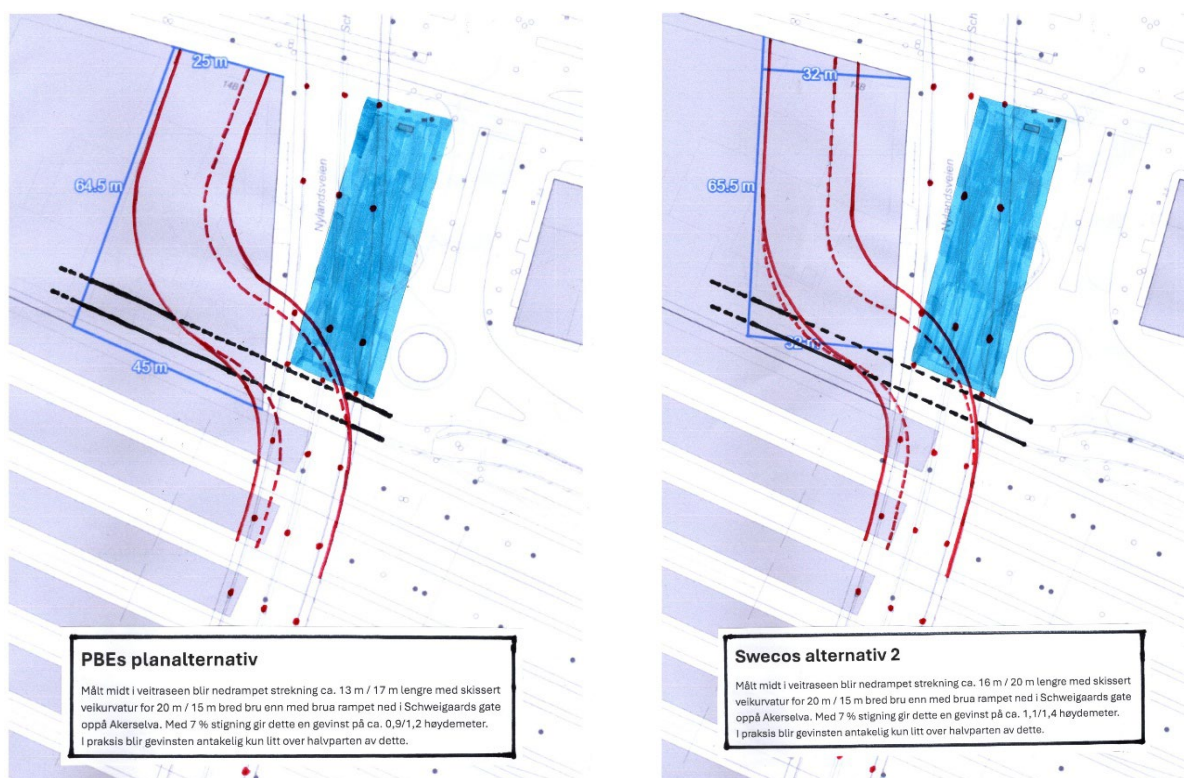 25 m
14B
Sch
Nylandsveien
64.5 m
45 m
PBEs planalternativ
Målt midt i veitraseen blir nedrampet strekning ca. 13 m / 17 m lengre med skissert
veikurvatur for 20 m / 15 m bred bru enn med brua rampet ned i Schweigaards gate
oppå Akerselva. Med 7 % stigning gir dette en gevinst på ca. 0,9/1,2 høydemeter.
I praksis blir gevinsten antakelig kun litt over halvparten av dette.
Sch
32 m
14B
65.5 m
Nylandsveien
32 m
Swecos alternativ 2
Målt midt i veitraseen blir nedrampet strekning ca. 16 m / 20 m lengre med skissert
veikurvatur for 20 m / 15 m bred bru enn med brua rampet ned i Schweigaards gate
oppå Akerselva. Med 7 % stigning gir dette en gevinst på ca. 1,1/1,4 høydemeter.
I praksis blir gevinsten antakelig kun litt over halvparten av dette.